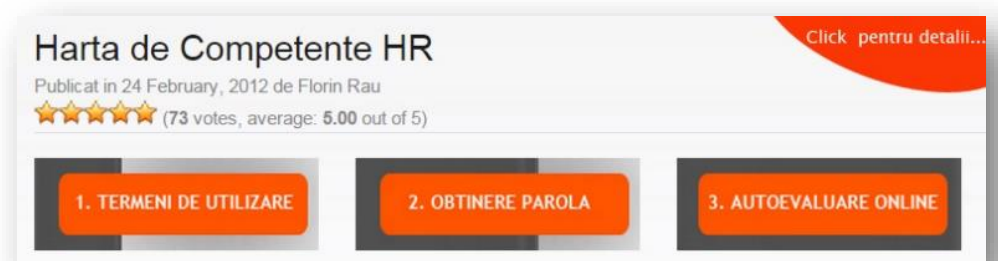 Click pentru detalii...
Harta de Competente HR
Publicat in 24 February, 2012 de Florin Rau
(73 votes, average: 5.00 out of 5)
1. TERMENI DE UTILIZARE
2. OBTINERE PAROLA
3. AUTOEVALUARE ONLINE